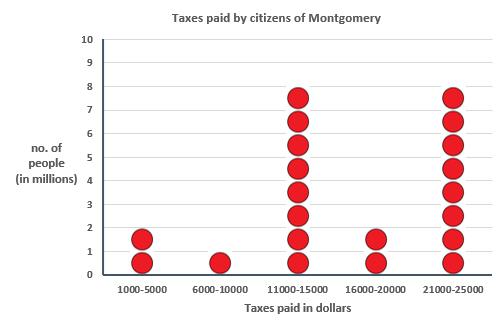 Taxes paid by citizens of Montgomery
10
9
8
7
6
5
4
3
2
1
0
no. of
people
(in millions)
1000-5000 6000-10000 11000-15000 16000-20000 21000-25000
Taxes paid in dollars